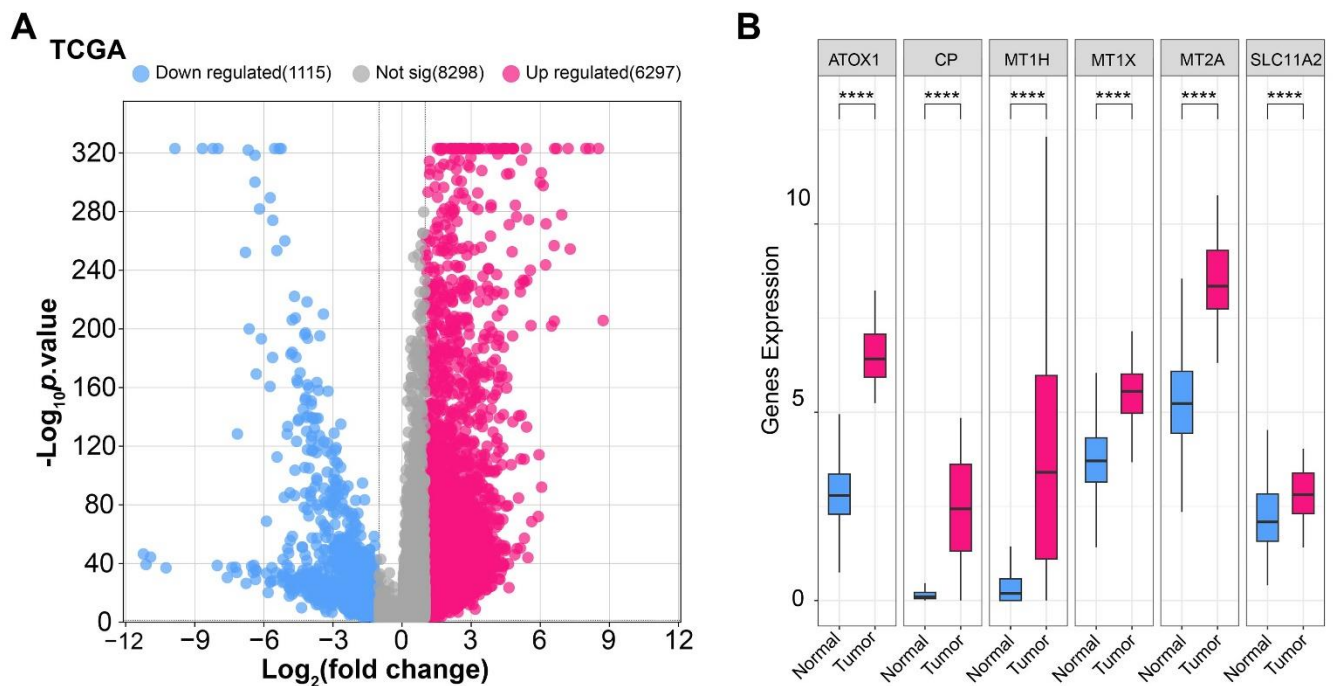 A
TCGA
Down regulated(1115) Not sig(8298) Up regulated(6297)
-Log10p.value
320
280
240
200
160
120
80
40
0
−12 −9 −6 −3 0 3 6 9 12
Log2(fold change)
B
ATOX1 CP MT1H MT1X MT2A SLC11A2
**** **** **** **** **** ****
Genes Expression
10
5
0
Normal Tumor Normal Tumor Normal Tumor Normal Tumor Normal Tumor Normal Tumor